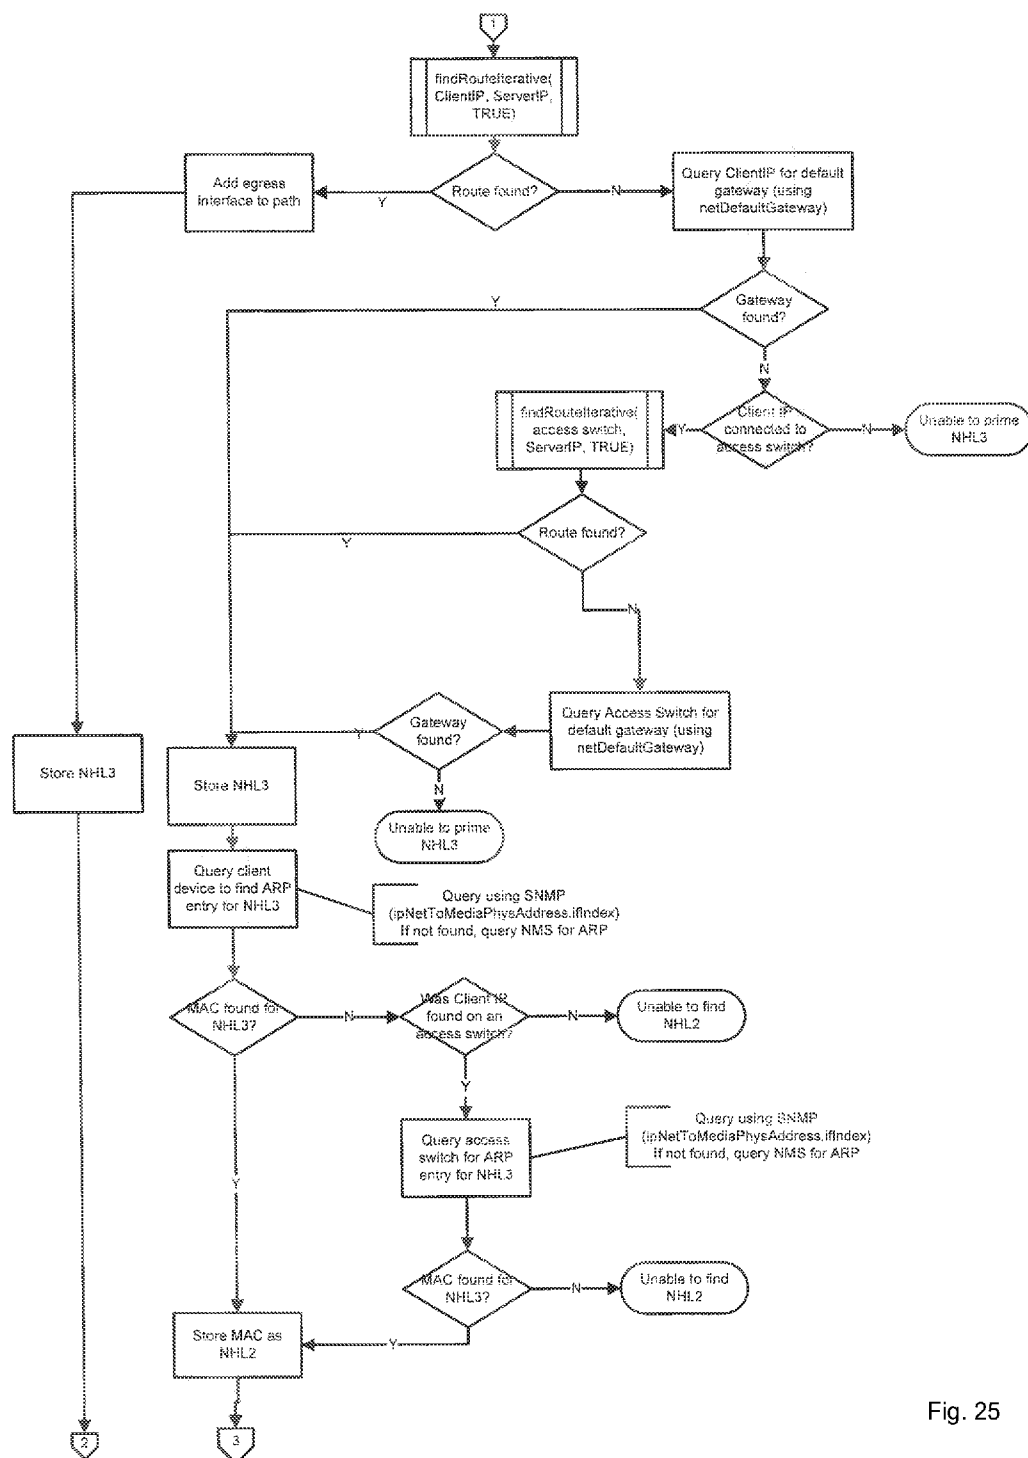 1
findRouteIterative(
ClientIP, ServerIP,
TRUE)
Add egress
interface to path
Y
Route found?
N
Query ClientIP for default
gateway (using
netDefaultGateway)
Y
Gateway
found?
N
findRouteIterative(
access switch,
ServerIP, TRUE)
Y
Client IP
connected to
access switch?
N
Unable to prime
NHL3
Route found?
Y
N
Query Access Switch for
default gateway (using
netDefaultGateway)
Gateway
found?
Y
N
Unable to prime
NHL3
Store NHL3
Store NHL3
Query client
device to find ARP
entry for NHL3
Query using SNMP
(ipNetToMediaPhysAddress.ifIndex)
If not found, query NMS for ARP
MAC found for
NHL3?
N
Was Client IP
found on an
access switch?
N
Unable to find
NHL2
Y
Y
Query access
switch for ARP
entry for NHL3
Query using SNMP
(ipNetToMediaPhysAddress.ifIndex)
If not found, query NMS for ARP
MAC found for
NHL3?
N
Unable to find
NHL2
Y
Store MAC as
NHL2
2
3
Fig. 25